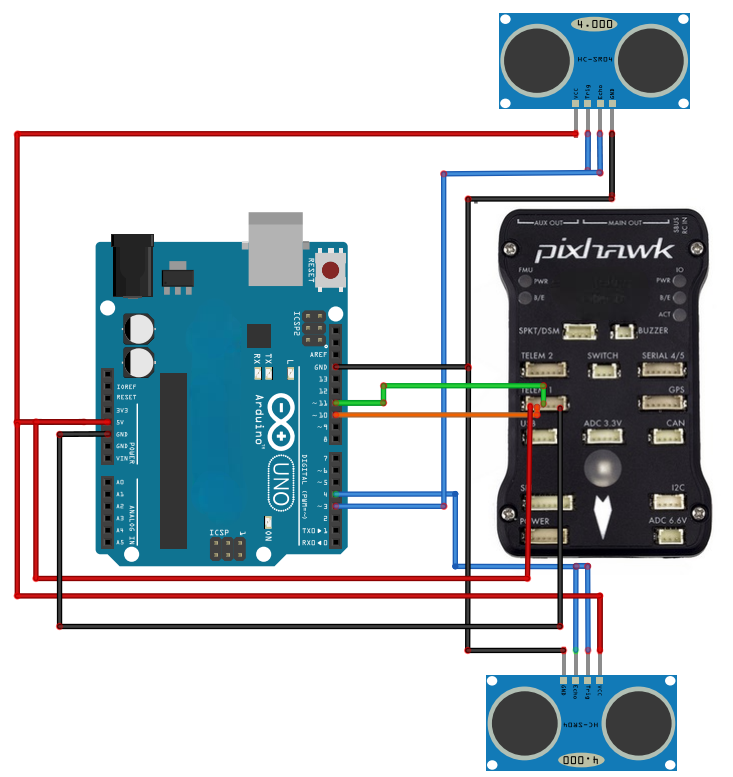 4.000
HC-SR04
VCC
Trig
Echo
GND
AUX OUT
MAIN OUT
SBUS
RC IN
pixhawk
FMU
PWR
B/E
IO
PWR
B/E
ACT
SPKT/DSM
BUZZER
TELEM 2
SWITCH
SERIAL 4/5
GPS
ADC 3.3V
CAN
I2C
POWER
ADC 6.6V
RESET
ICSP2
AREF
GND
13
12
~11
~10
~9
8
7
~6
~5
4
~3
2
TX0 ▶ 1
RX0 ◀ 0
DIGITAL (PWM=~)
RX
TX
L
Arduino™
UNO
ON
ICSP
1
IOREF
RESET
3V3
5V
GND
GND
VIN
POWER
A0
A1
A2
A3
A4
A5
ANALOG IN
GND
Echo
Trig
VCC
HC-SR04
4.000